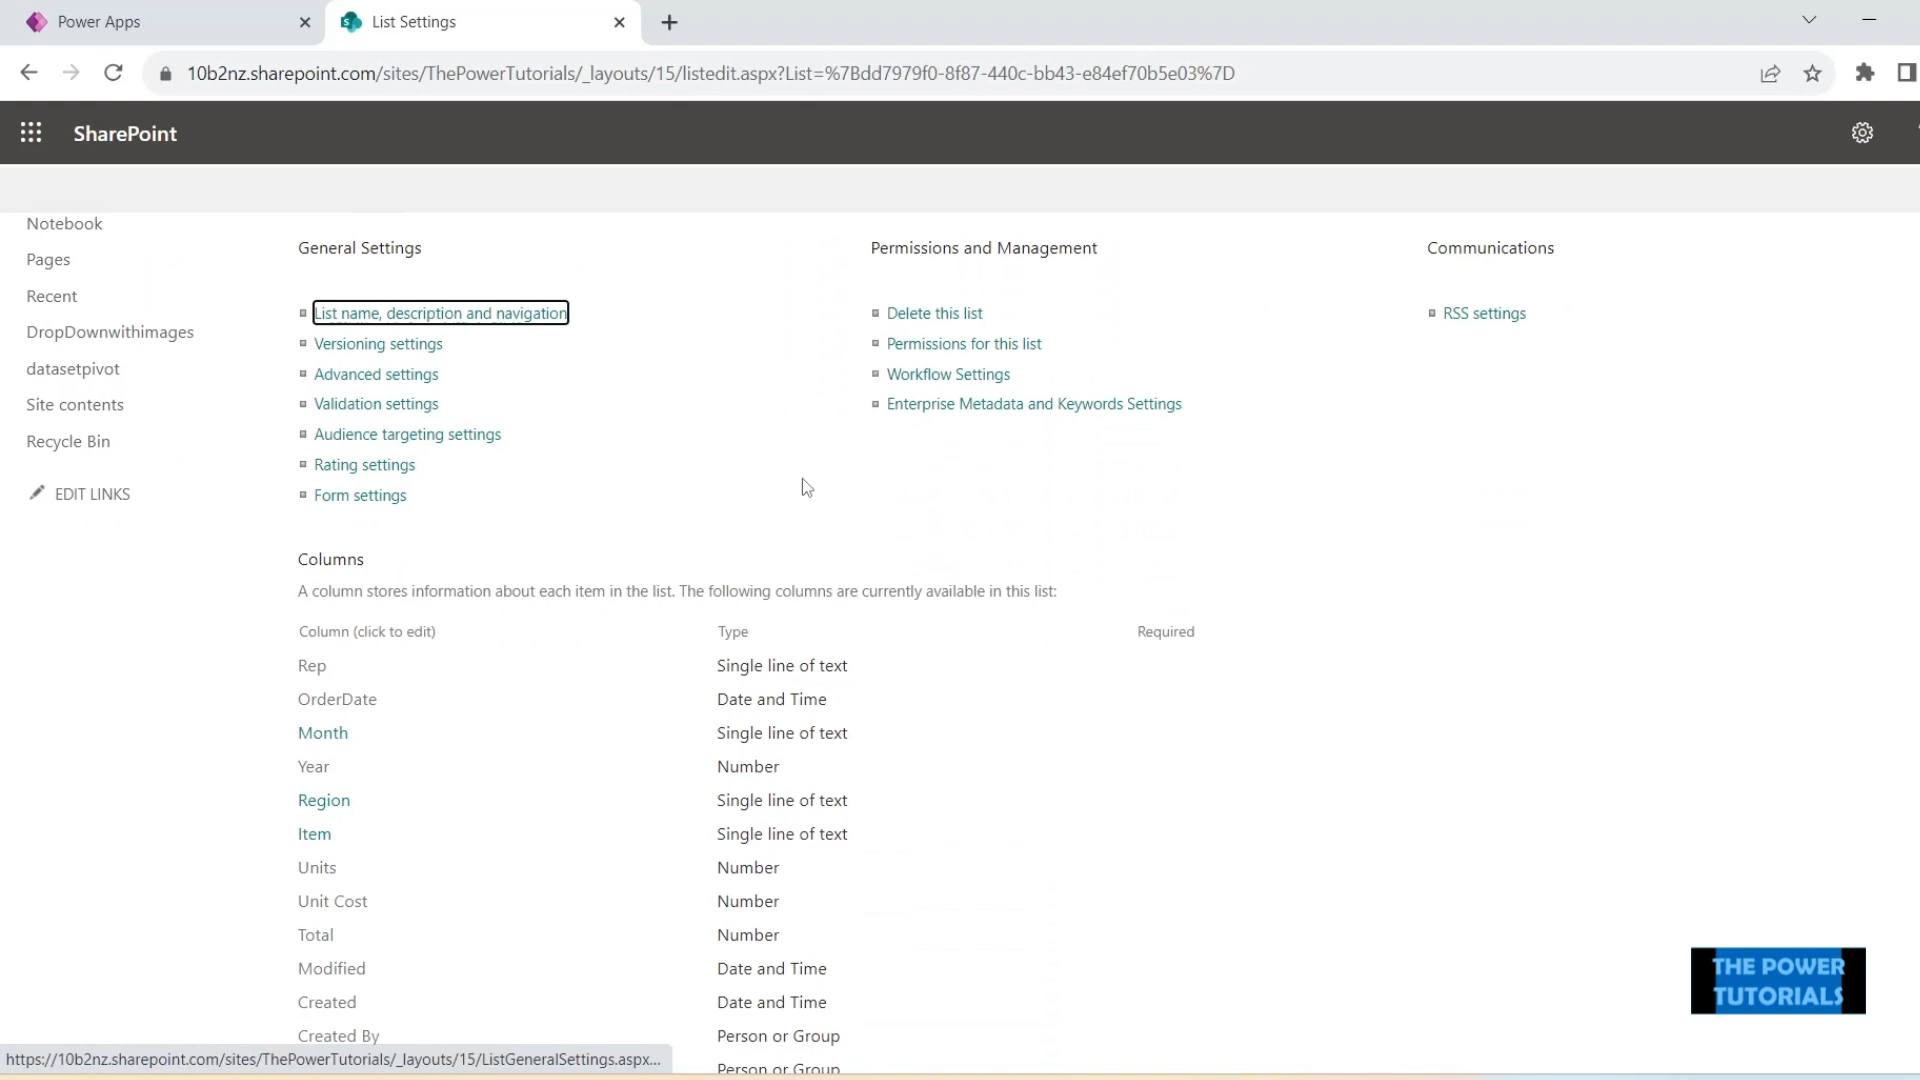 Power Apps
List Settings
10b2nz.sharepoint.com/sites/ThePowerTutorials/_layouts/15/listedit.aspx?List=%7Bdd7979f0-8f87-440c-bb43-e84ef70b5e03%7D
SharePoint
Notebook
Pages
Recent
DropDownwithimages
datasetpivot
Site contents
Recycle Bin
EDIT LINKS
General Settings
List name, description and navigation
Versioning settings
Advanced settings
Validation settings
Audience targeting settings
Rating settings
Form settings
Permissions and Management
Delete this list
Permissions for this list
Workflow Settings
Enterprise Metadata and Keywords Settings
Communications
RSS settings
Columns
A column stores information about each item in the list. The following columns are currently available in this list:
Column (click to edit) Type Required
Rep Single line of text
OrderDate Date and Time
Month Single line of text
Year Number
Region Single line of text
Item Single line of text
Units Number
Unit Cost Number
Total Number
Modified Date and Time
Created Date and Time
Created By Person or Group
Person or Group
https://10b2nz.sharepoint.com/sites/ThePowerTutorials/_layouts/15/ListGeneralSettings.aspx...
THE POWER
TUTORIALS